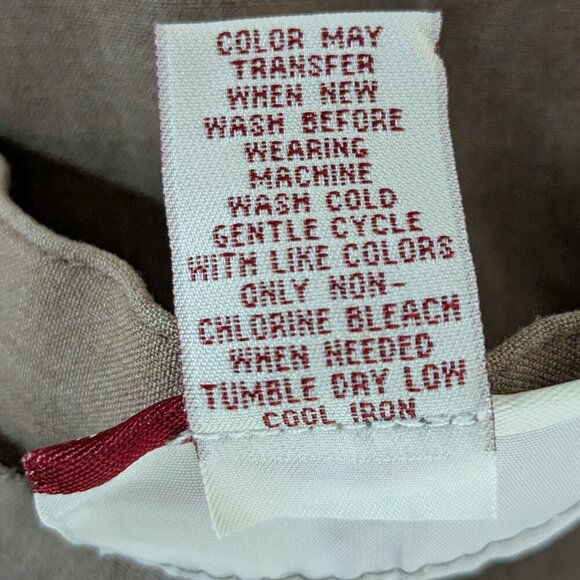 COLOR MAY
TRANSFER
WHEN NEW
WASH BEFORE
WEARING
MACHINE
WASH COLD
GENTLE CYCLE
WITH LIKE COLORS
ONLY NON-
CHLORINE BLEACH
WHEN NEEDED
TUMBLE DRY LOW
COOL IRON